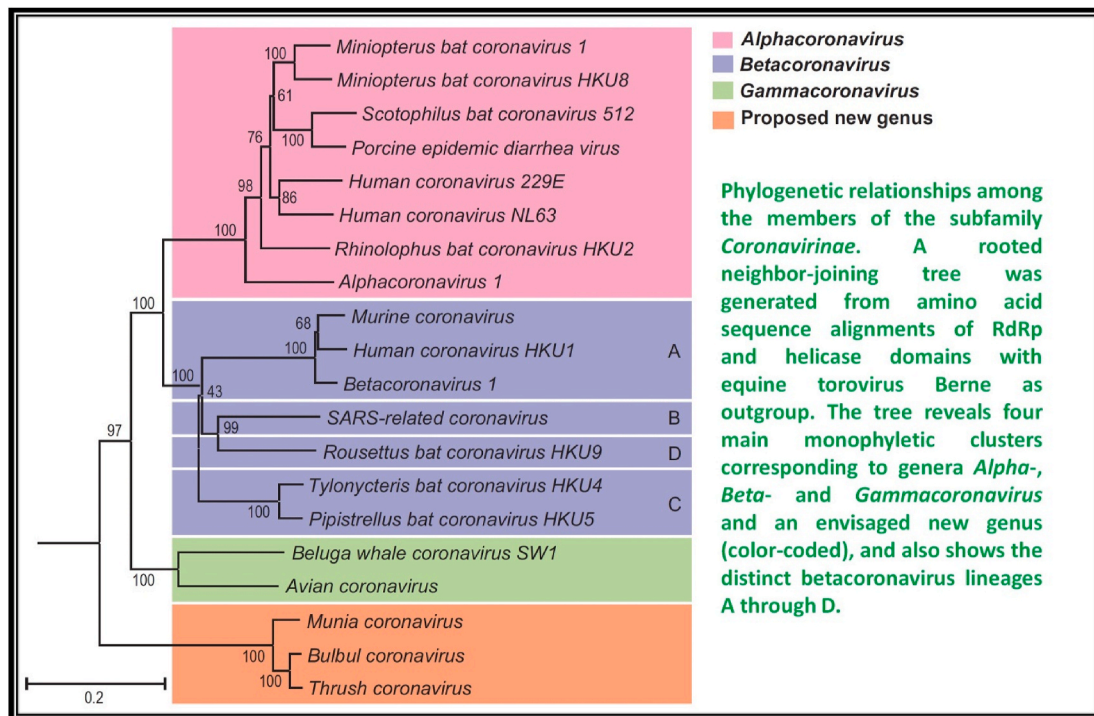 Miniopterus bat coronavirus 1
100
Miniopterus bat coronavirus HKU8
61
Scotophilus bat coronavirus 512
76
100
Porcine epidemic diarrhea virus
Human coronavirus 229E
98
86
Human coronavirus NL63
100
Rhinolophus bat coronavirus HKU2
Alphacoronavirus 1
100
Murine coronavirus
68
Human coronavirus HKU1
A
100
100
Betacoronavirus 1
43
SARS-related coronavirus
B
97
99
Rousettus bat coronavirus HKU9
D
Tylonycteris bat coronavirus HKU4
C
100
Pipistrellus bat coronavirus HKU5
Beluga whale coronavirus SW1
100
Avian coronavirus
Munia coronavirus
100
Bulbul coronavirus
100
Thrush coronavirus
0.2
Alphacoronavirus
Betacoronavirus
Gammacoronavirus
Proposed new genus
Phylogenetic relationships among
the members of the subfamily
Coronavirinae. A rooted
neighbor-joining tree was
generated from amino acid
sequence alignments of RdRp
and helicase domains with
equine torovirus Berne as
outgroup. The tree reveals four
main monophyletic clusters
corresponding to genera Alpha-,
Beta- and Gammacoronavirus
and an envisaged new genus
(color-coded), and also shows the
distinct betacoronavirus lineages
A through D.